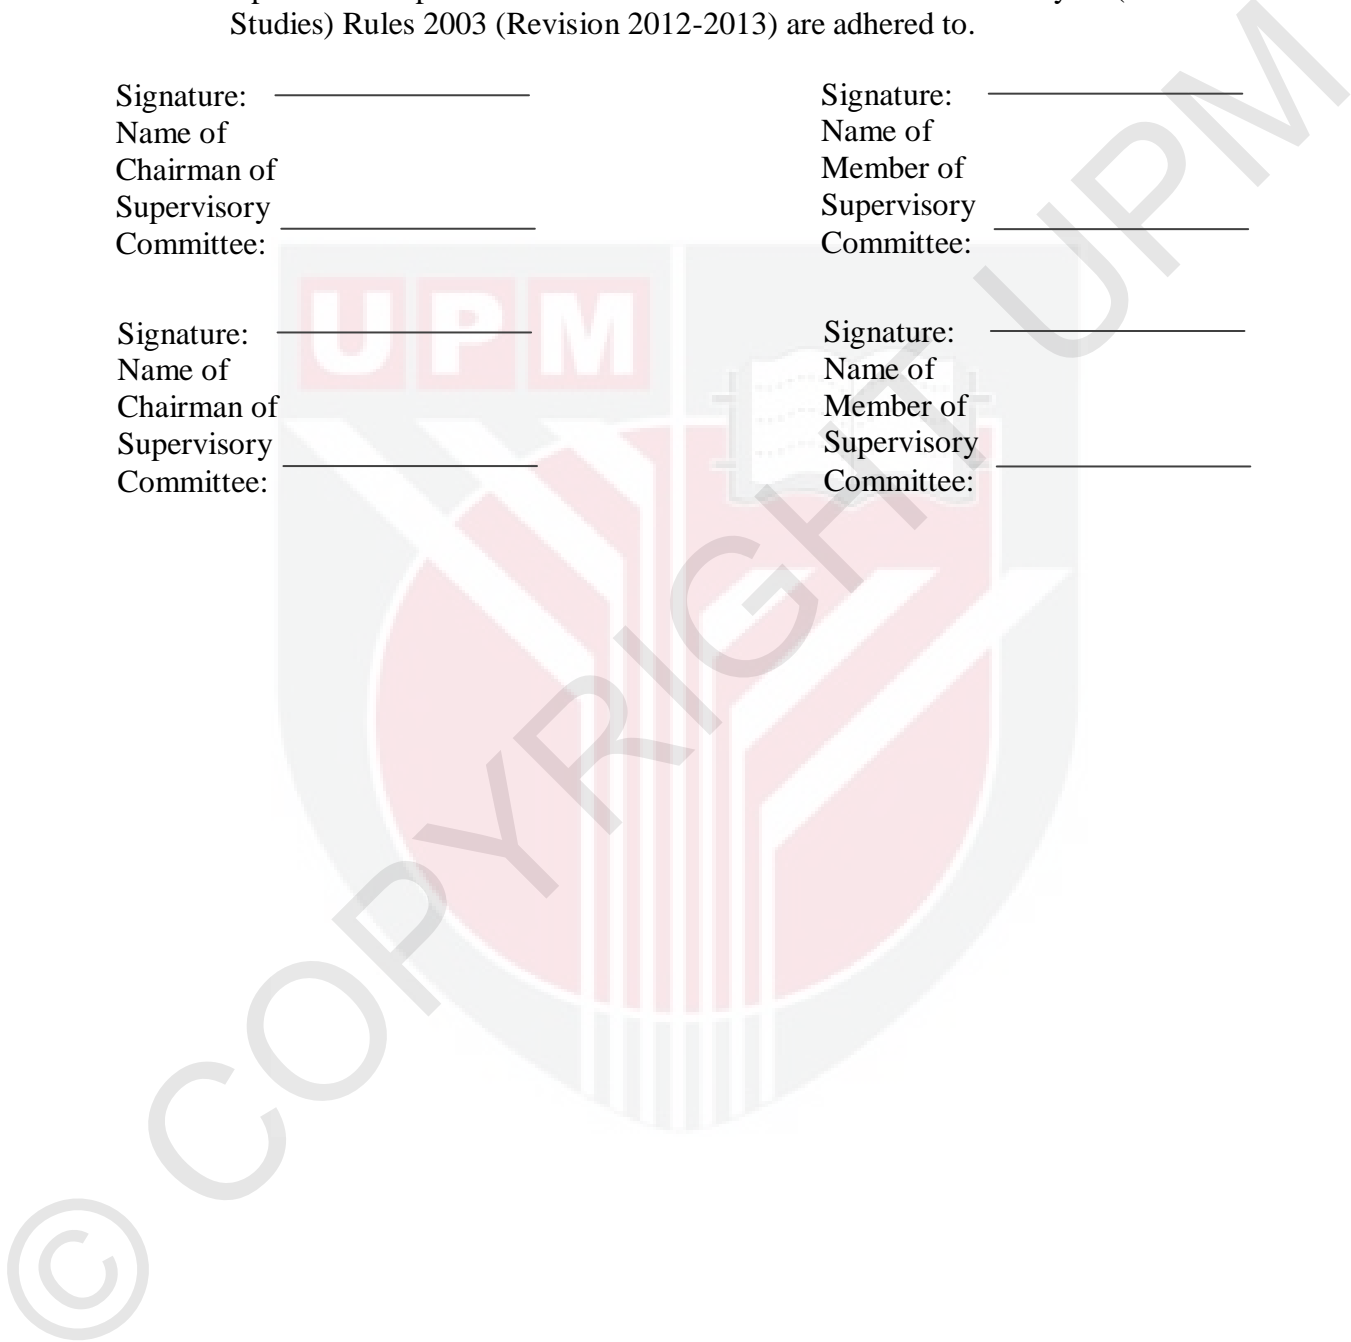 Studies) Rules 2003 (Revision 2012-2013) are adhered to.
Signature:
Name of
Chairman of
Supervisory
Committee:
Signature:
Name of
Member of
Supervisory
Committee:
Signature:
Name of
Chairman of
Supervisory
Committee:
Signature:
Name of
Member of
Supervisory
Committee:
UPM
© COPYRIGHT UPM